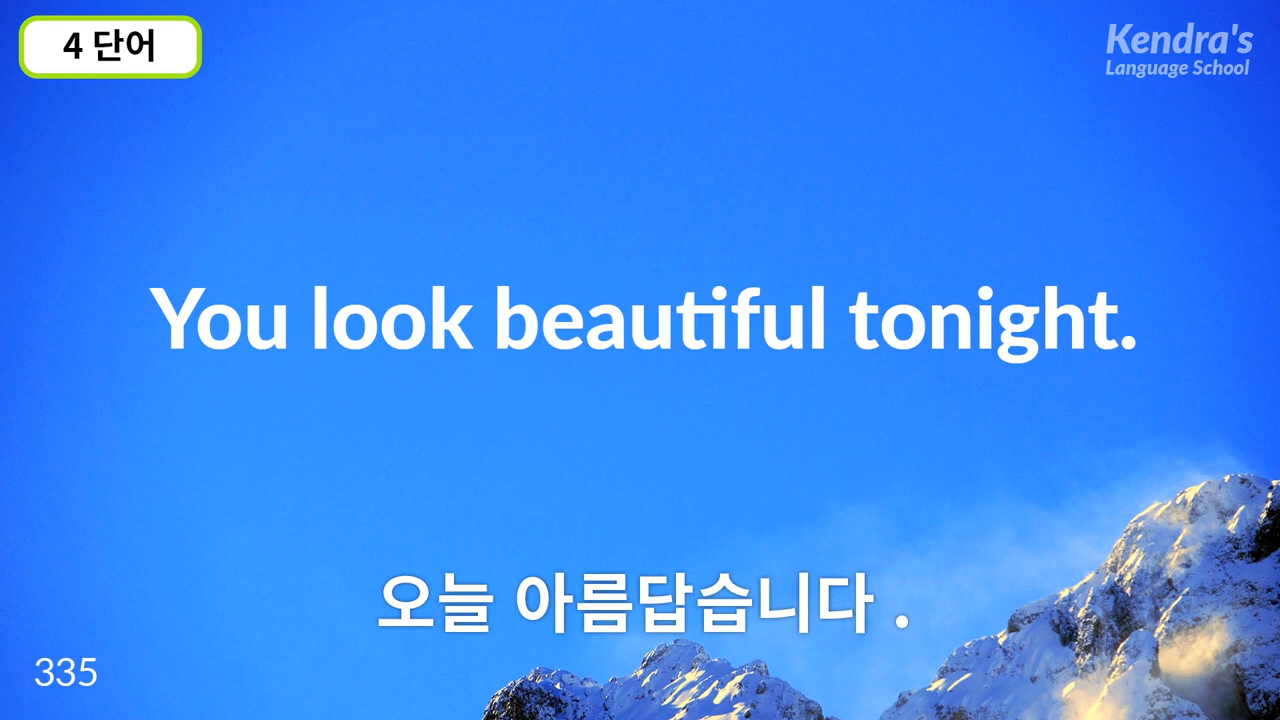 4 단어
Kendra's
Language School
You look beautiful tonight.
오늘 아름답습니다 .
335